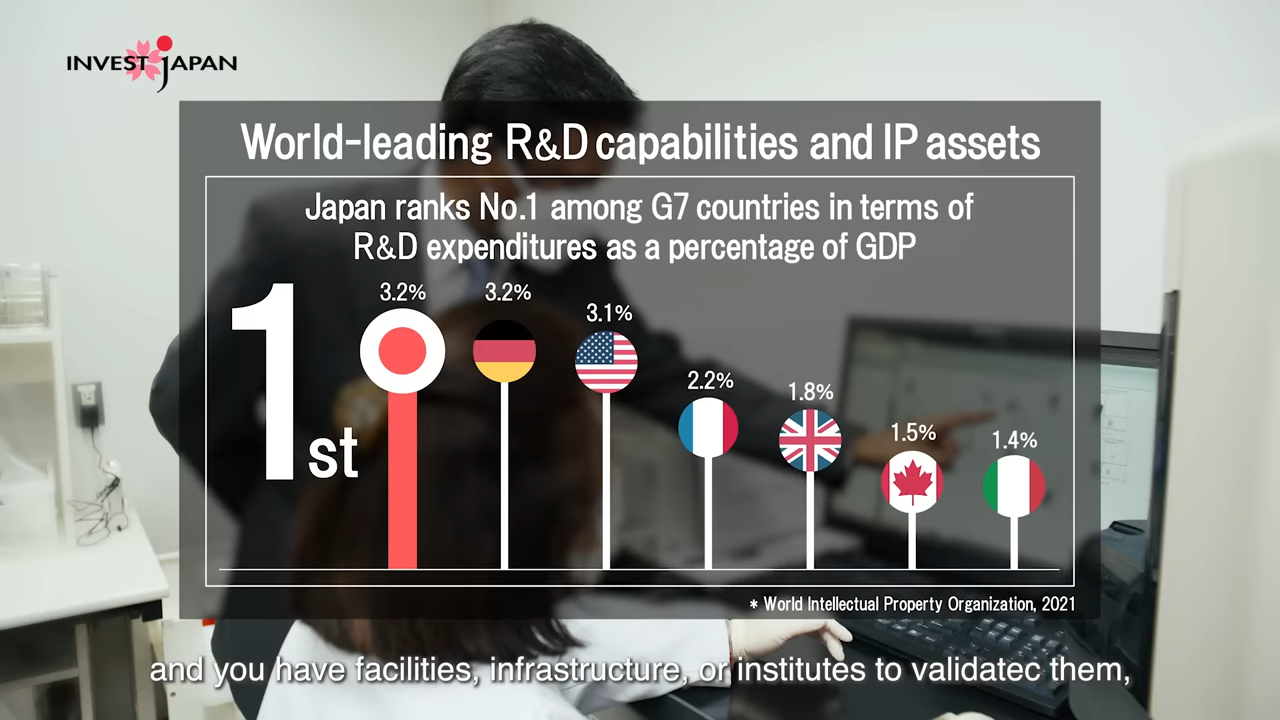 INVEST JAPAN
World-leading R&D capabilities and IP assets
Japan ranks No.1 among G7 countries in terms of
R&D expenditures as a percentage of GDP
1st
3.2%
3.2%
3.1%
2.2%
1.8%
1.5%
1.4%
* World Intellectual Property Organization, 2021
and you have facilities, infrastructure, or institutes to validatec them,